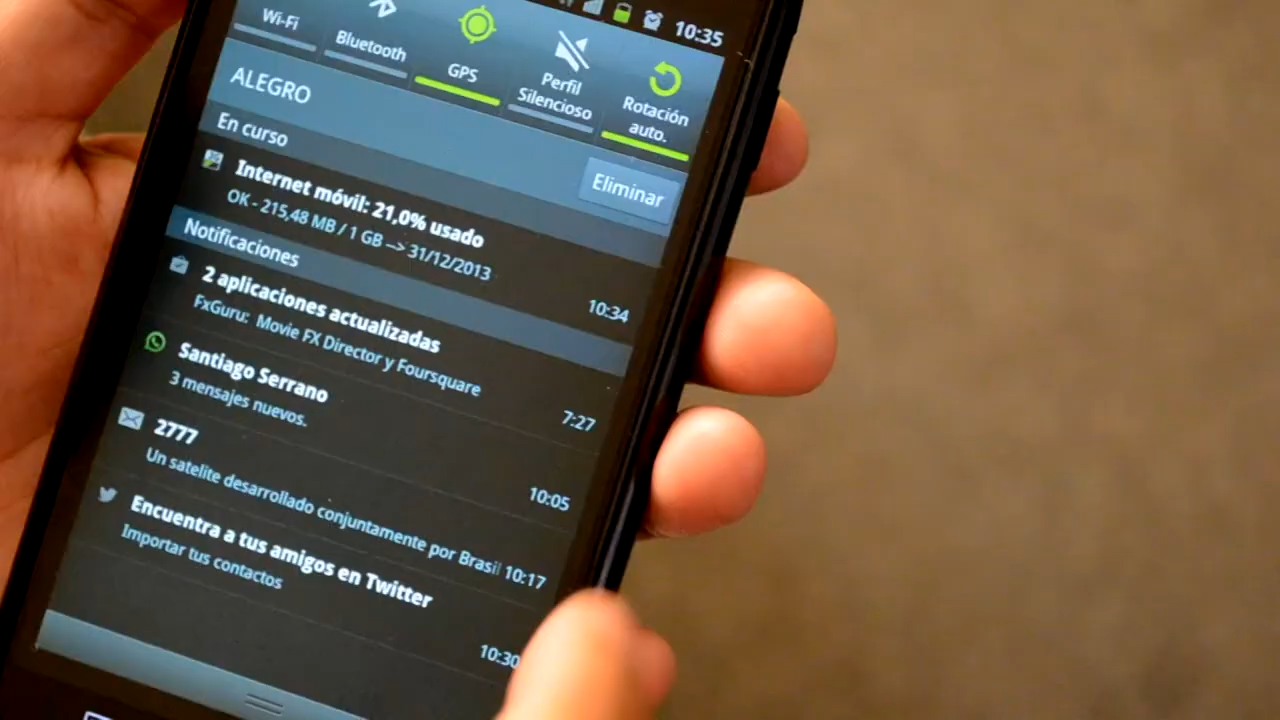 10:35
Wi-Fi
Bluetooth
GPS
Perfil
Silencioso
Rotación
auto.
ALEGRO
En curso
Eliminar
Internet móvil: 21,0% usado
OK - 215,48 MB / 1 GB --> 31/12/2013
10:34
Notificaciones
2 aplicaciones actualizadas
FxGuru: Movie FX Director y Foursquare
7:27
Santiago Serrano
3 mensajes nuevos.
10:05
2777
Un satelite desarrollado conjuntamente por Brasil
10:17
Encuentra a tus amigos en Twitter
Importar tus contactos
10:30